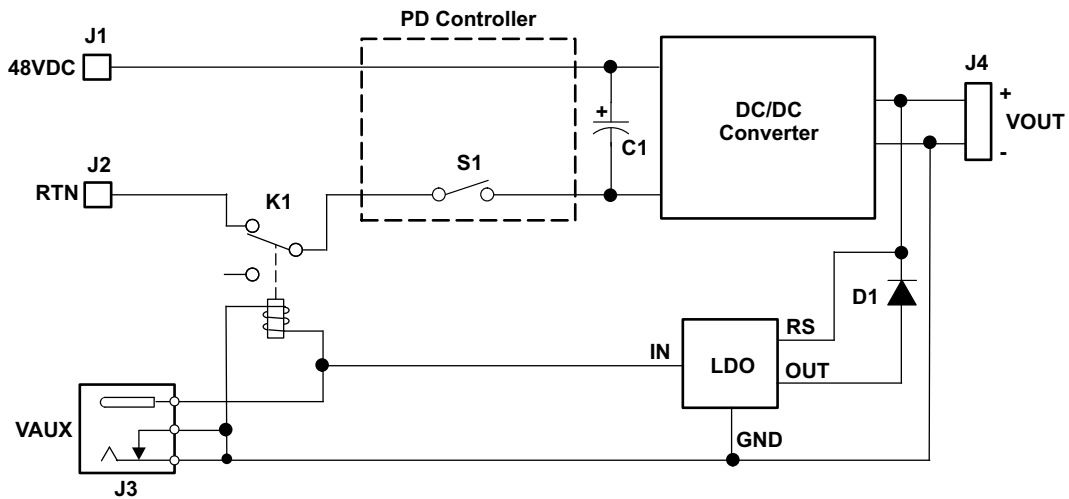 PD Controller
J1
48VDC
J4
+
DC/DC
Converter
VOUT
+
C1
-
J2
S1
RTN
K1
D1
RS
IN
LDO
OUT
VAUX
GND
J3